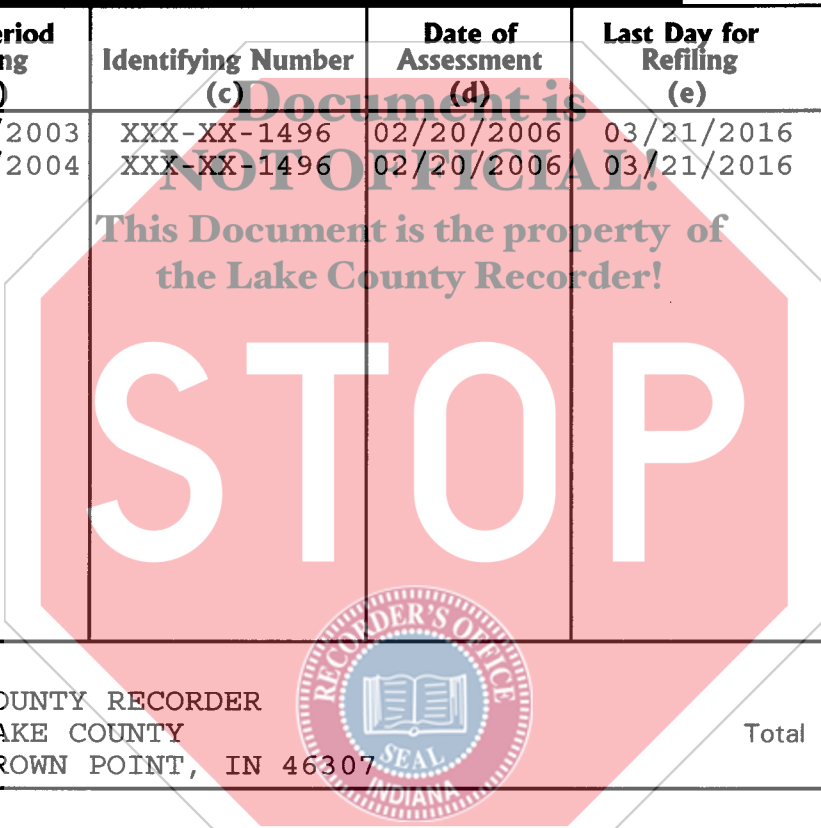 eriod
ng
)
Identifying Number
(c)
Date of
Assessment
(d)
Last Day for
Refiling
(e)
/2003 XXX-XX-1496 02/20/2006 03/21/2016
/2004 XXX-XX-1496 02/20/2006 03/21/2016
Document is
NOT OFFICIAL!
This Document is the property of
the Lake County Recorder!
STOP
RECORDER'S OFFICE
SEAL
INDIANA
OUNTY RECORDER
AKE COUNTY
ROWN POINT, IN 46307
Total